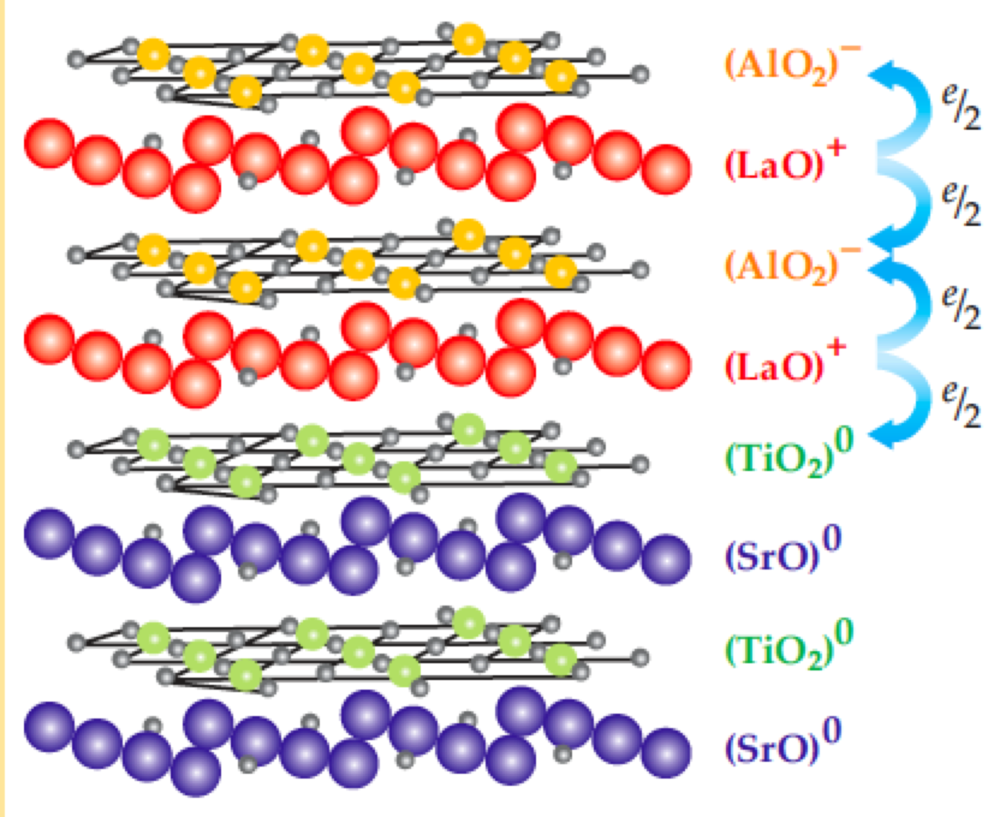 (AlO₂)⁻
e/2
(LaO)⁺
e/2
(AlO₂)⁻
e/2
(LaO)⁺
e/2
(TiO₂)⁰
(SrO)⁰
(TiO₂)⁰
(SrO)⁰